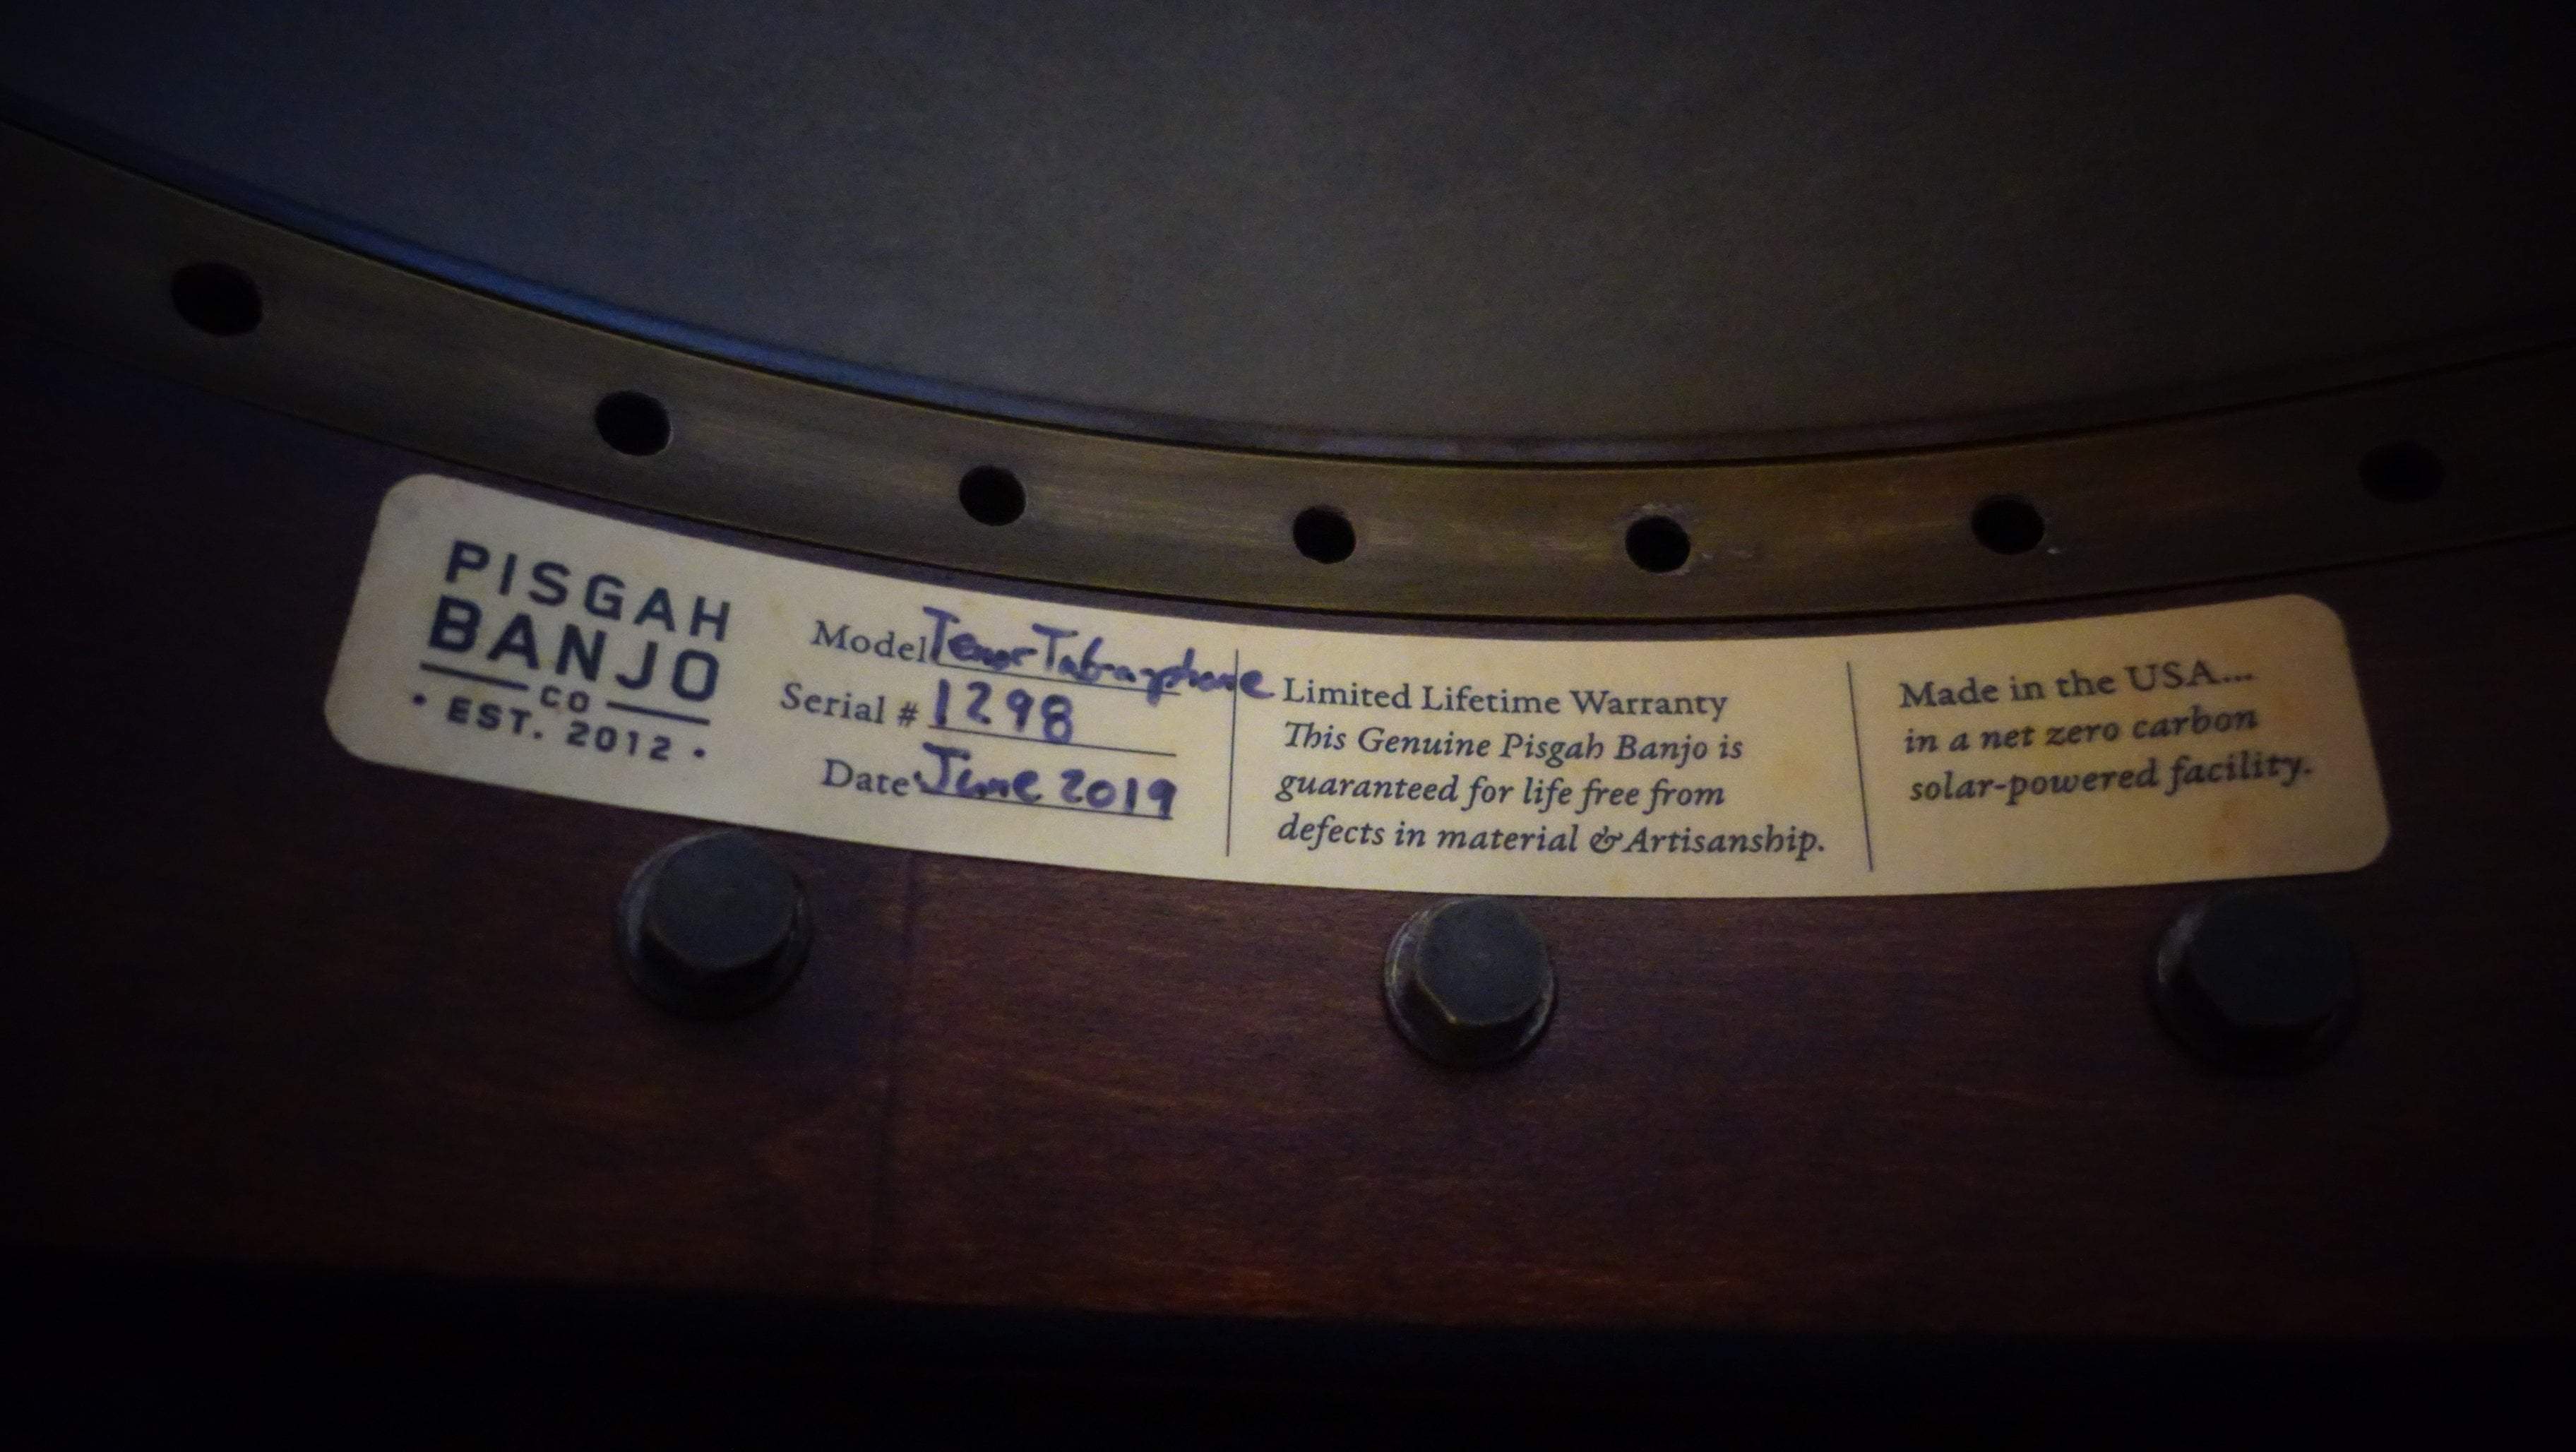 PISGAH
BANJO
CO
• EST. 2012 •
Model Tenor Tubaphone
Serial # 1298
Date June 2019
Limited Lifetime Warranty
This Genuine Pisgah Banjo is
guaranteed for life free from
defects in material & Artisanship.
Made in the USA...
in a net zero carbon
solar-powered facility.